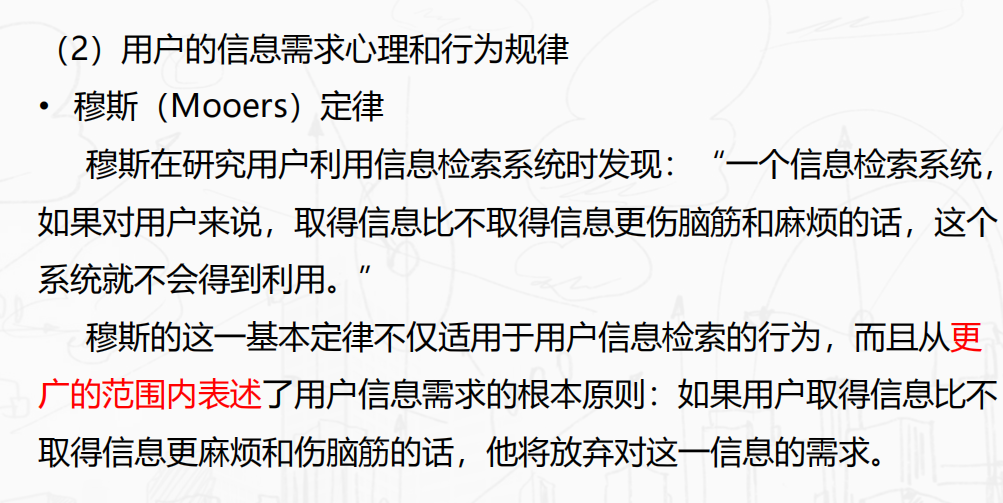 （2）用户的信息需求心理和行为规律
• 穆斯（Mooers）定律
穆斯在研究用户利用信息检索系统时发现：“一个信息检索系统，
如果对用户来说，取得信息比不取得信息更伤脑筋和麻烦的话，这个
系统就不会得到利用。”
穆斯的这一基本定律不仅适用于用户信息检索的行为，而且从更
广的范围内表述了用户信息需求的根本原则：如果用户取得信息比不
取得信息更麻烦和伤脑筋的话，他将放弃对这一信息的需求。